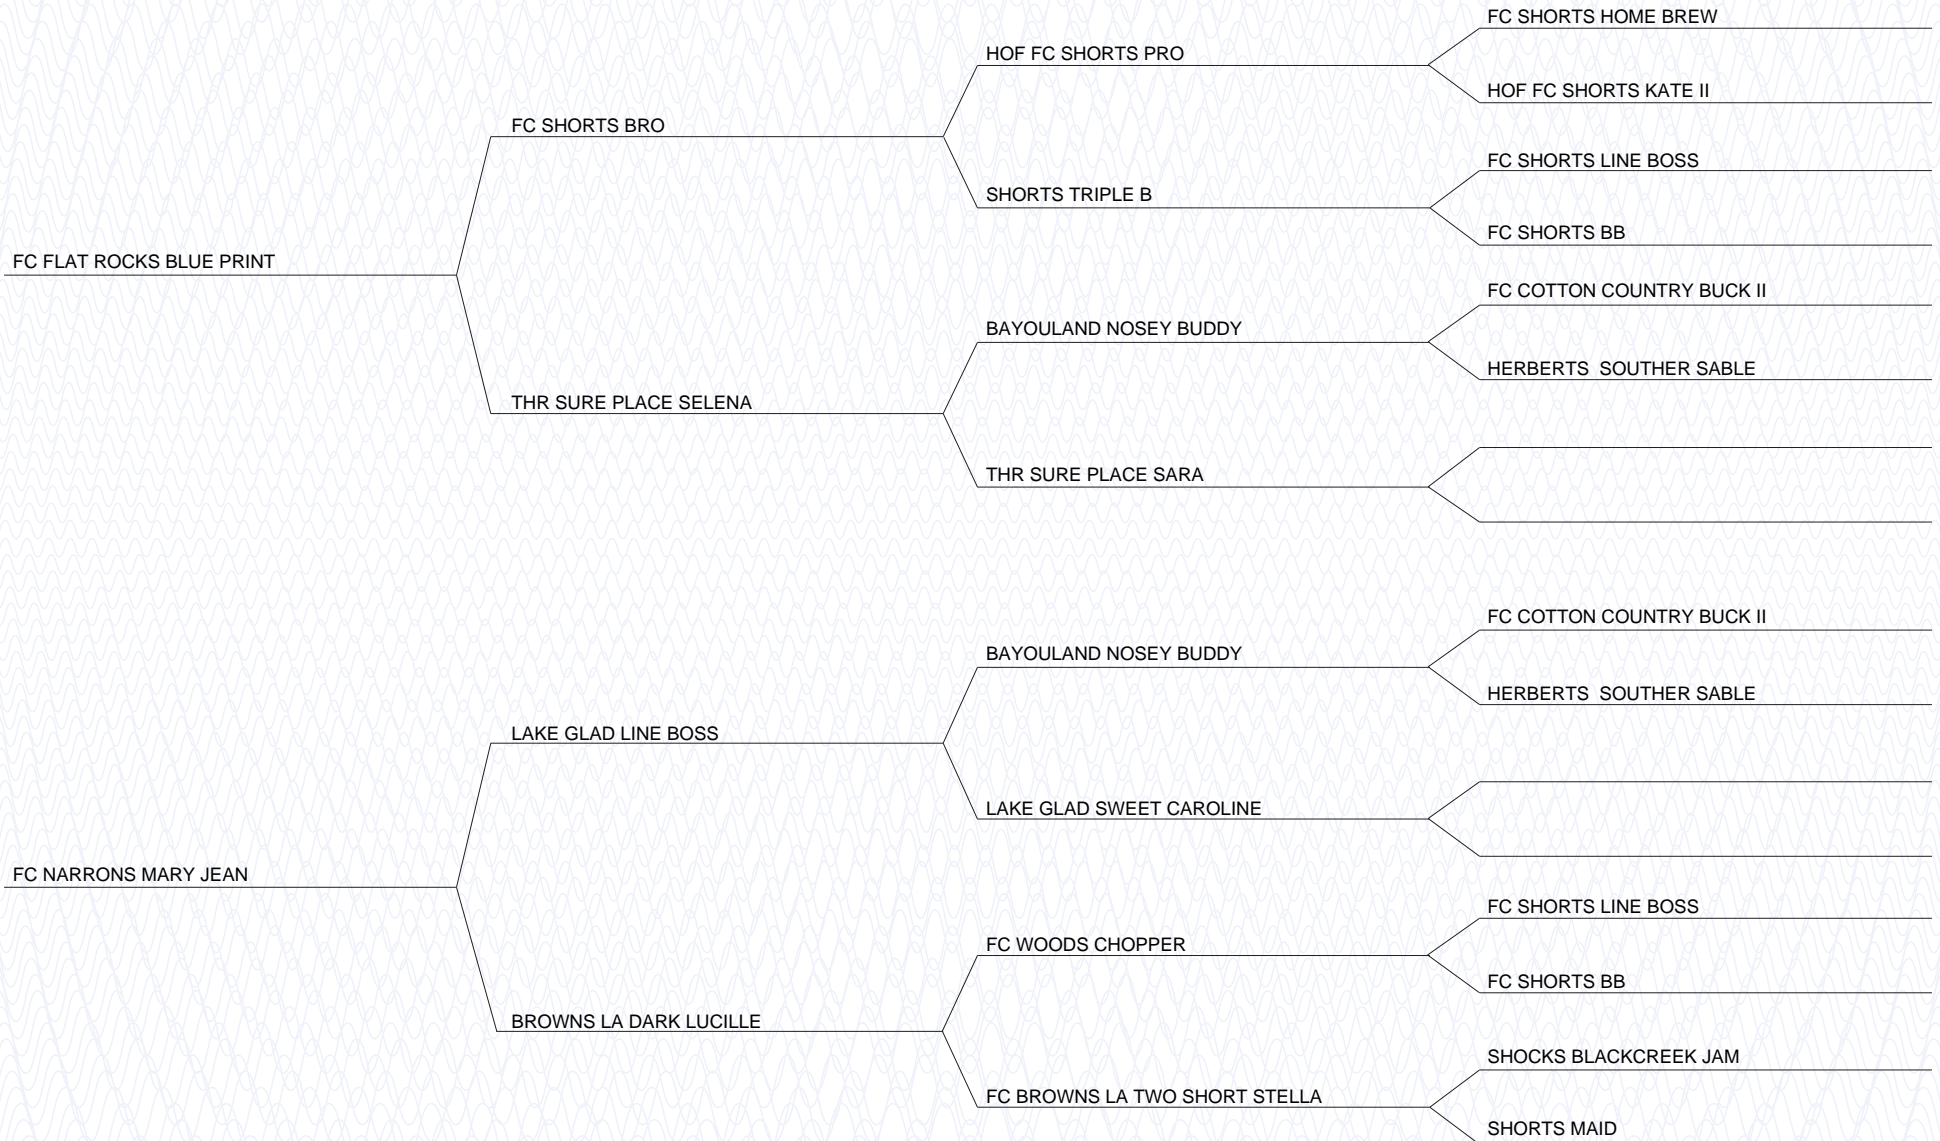 FC SHORTS HOME BREW
HOF FC SHORTS PRO
HOF FC SHORTS KATE II
FC SHORTS BRO
FC SHORTS LINE BOSS
SHORTS TRIPLE B
FC SHORTS BB
FC FLAT ROCKS BLUE PRINT
FC COTTON COUNTRY BUCK II
BAYOULAND NOSEY BUDDY
HERBERTS  SOUTHER SABLE
THR SURE PLACE SELENA
THR SURE PLACE SARA
FC COTTON COUNTRY BUCK II
BAYOULAND NOSEY BUDDY
HERBERTS  SOUTHER SABLE
LAKE GLAD LINE BOSS
LAKE GLAD SWEET CAROLINE
FC NARRONS MARY JEAN
FC SHORTS LINE BOSS
FC WOODS CHOPPER
FC SHORTS BB
BROWNS LA DARK LUCILLE
SHOCKS BLACKCREEK JAM
FC BROWNS LA TWO SHORT STELLA
SHORTS MAID